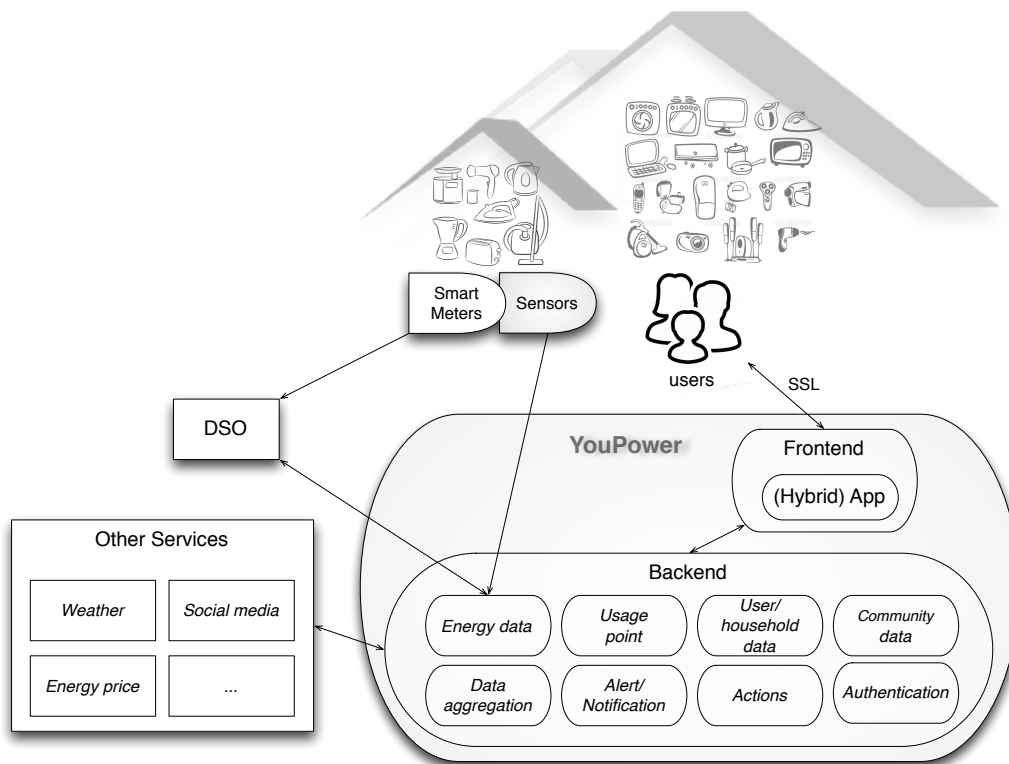 Smart
Meters
Sensors
users
SSL
DSO
YouPower
Frontend
(Hybrid) App
Other Services
Weather
Social media
Energy price
...
Backend
Energy data
Usage
point
User/
household
data
Community
data
Data
aggregation
Alert/
Notification
Actions
Authentication